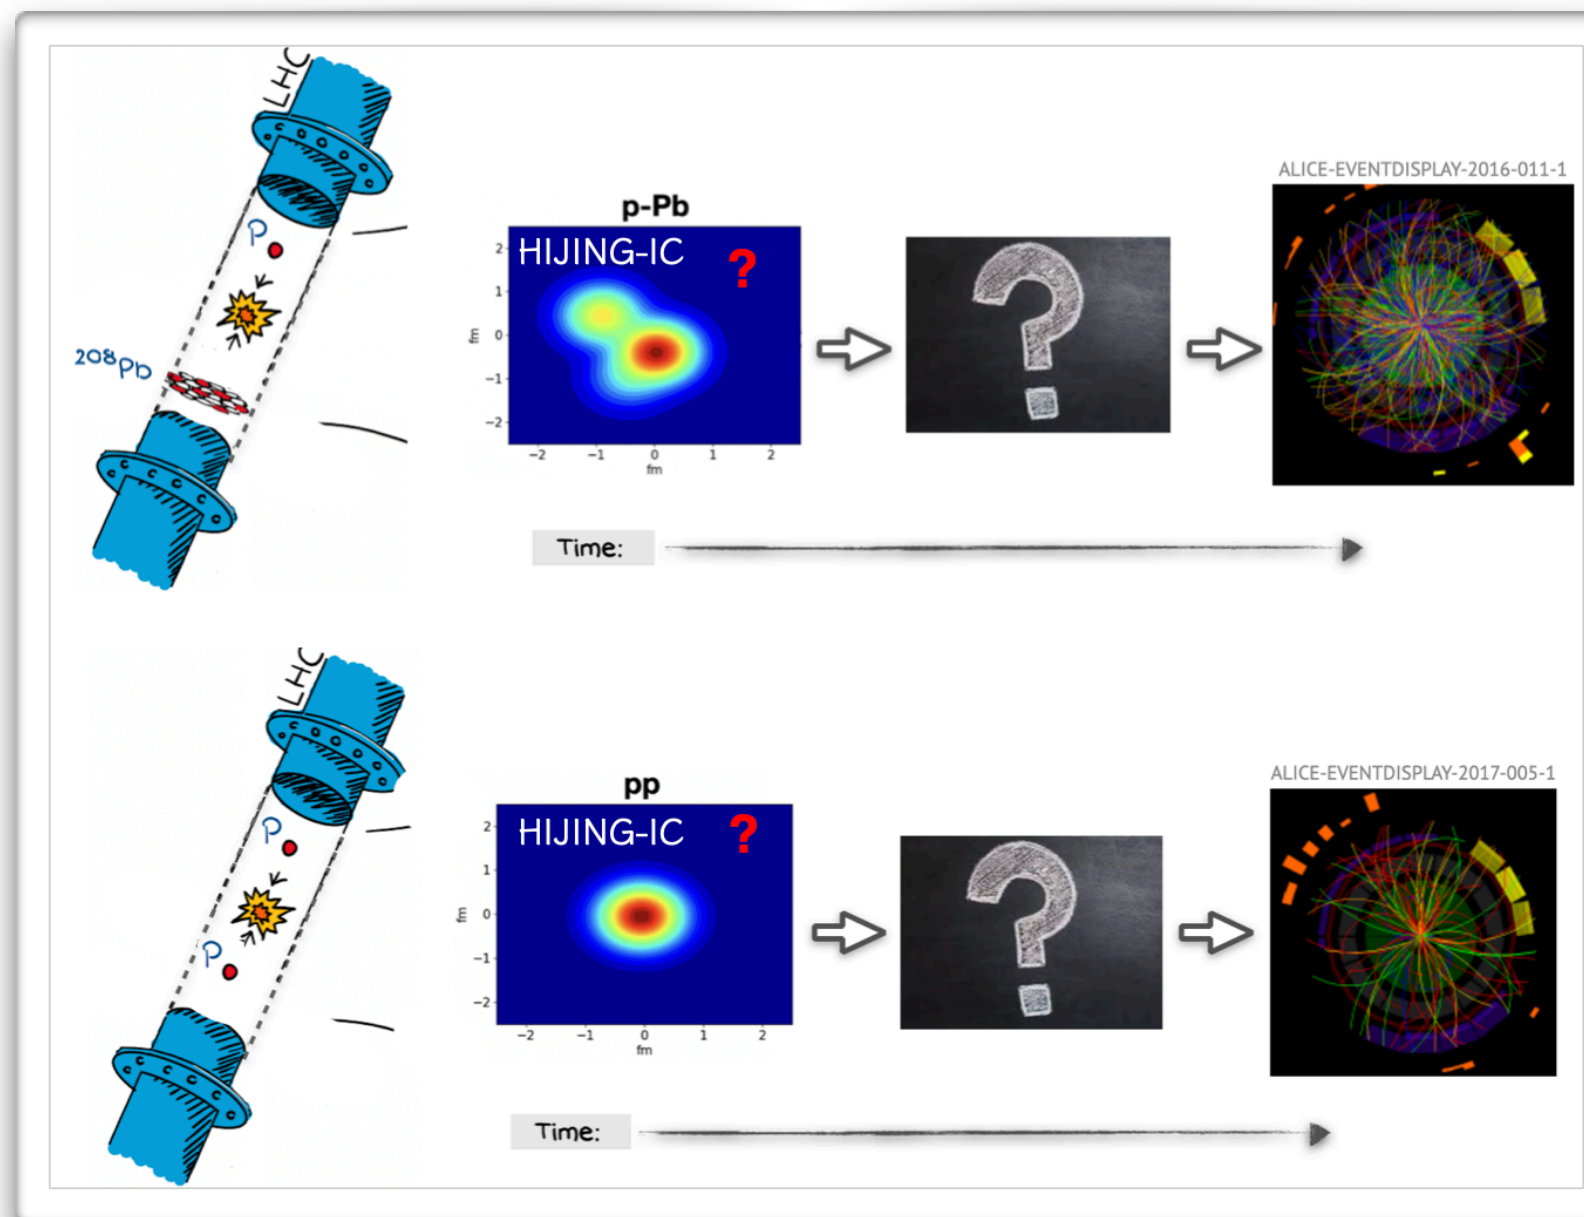 LHC
P
208Pb
p-Pb
HIJING-IC ?
2
1
0
−1
−2
fm
−2 −1 0 1 2
fm
ALICE-EVENTDISPLAY-2016-011-1
Time:
LHC
P
P
pp
HIJING-IC ?
2
1
0
−1
−2
fm
−2 −1 0 1 2
fm
ALICE-EVENTDISPLAY-2017-005-1
Time: